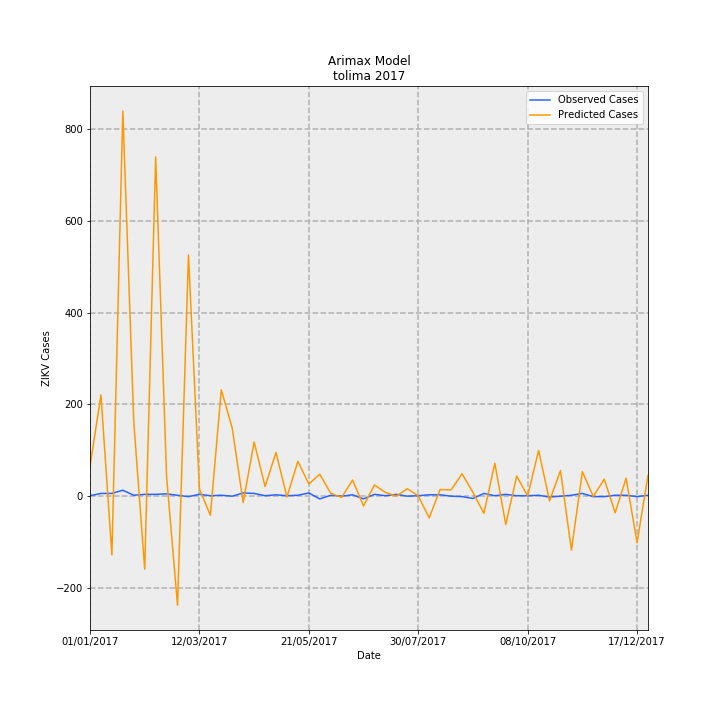 Arimax Model
tolima 2017
Observed Cases
Predicted Cases
ZIKV Cases
800
600
400
200
0
−200
01/01/2017
12/03/2017
21/05/2017
30/07/2017
08/10/2017
17/12/2017
Date